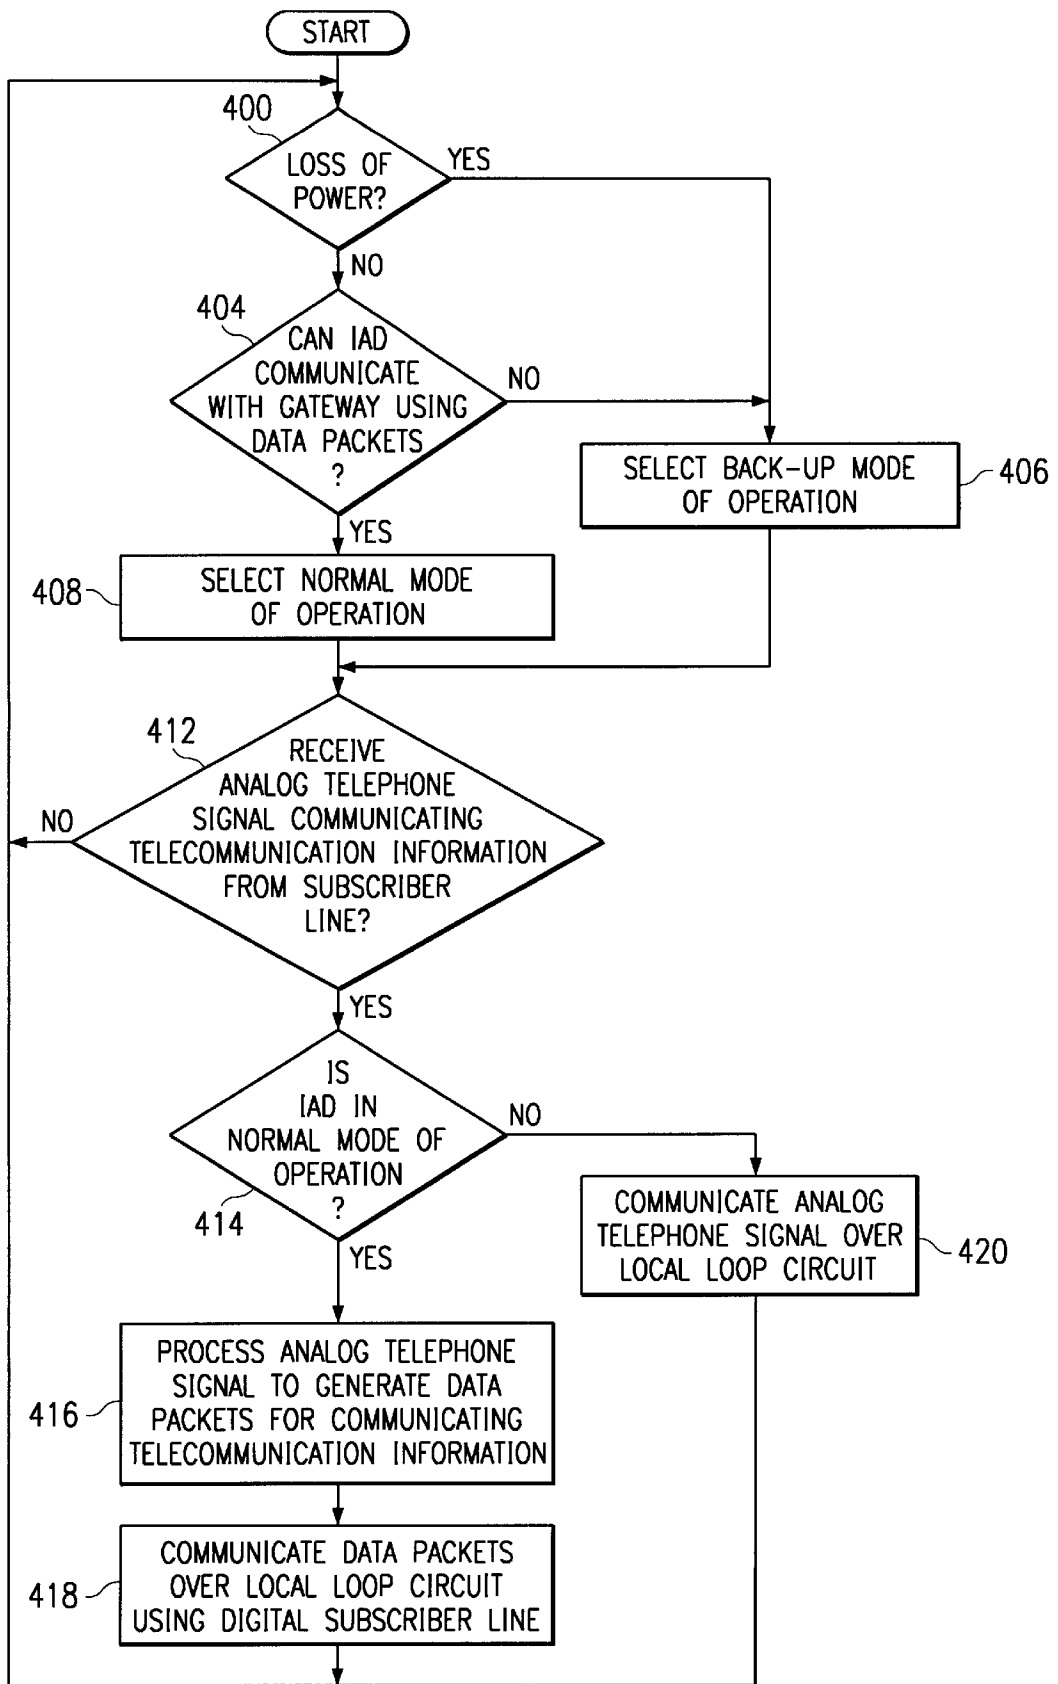 START
400
LOSS OF
POWER?
YES
NO
404
CAN IAD
COMMUNICATE
WITH GATEWAY USING
DATA PACKETS
?
NO
YES
SELECT BACK-UP MODE
OF OPERATION
406
408
SELECT NORMAL MODE
OF OPERATION
412
RECEIVE
ANALOG TELEPHONE
SIGNAL COMMUNICATING
TELECOMMUNICATION INFORMATION
FROM SUBSCRIBER
LINE?
NO
YES
IS
IAD IN
NORMAL MODE OF
OPERATION
?
414
NO
YES
COMMUNICATE ANALOG
TELEPHONE SIGNAL OVER
LOCAL LOOP CIRCUIT
420
416
PROCESS ANALOG TELEPHONE
SIGNAL TO GENERATE DATA
PACKETS FOR COMMUNICATING
TELECOMMUNICATION INFORMATION
418
COMMUNICATE DATA PACKETS
OVER LOCAL LOOP CIRCUIT
USING DIGITAL SUBSCRIBER LINE